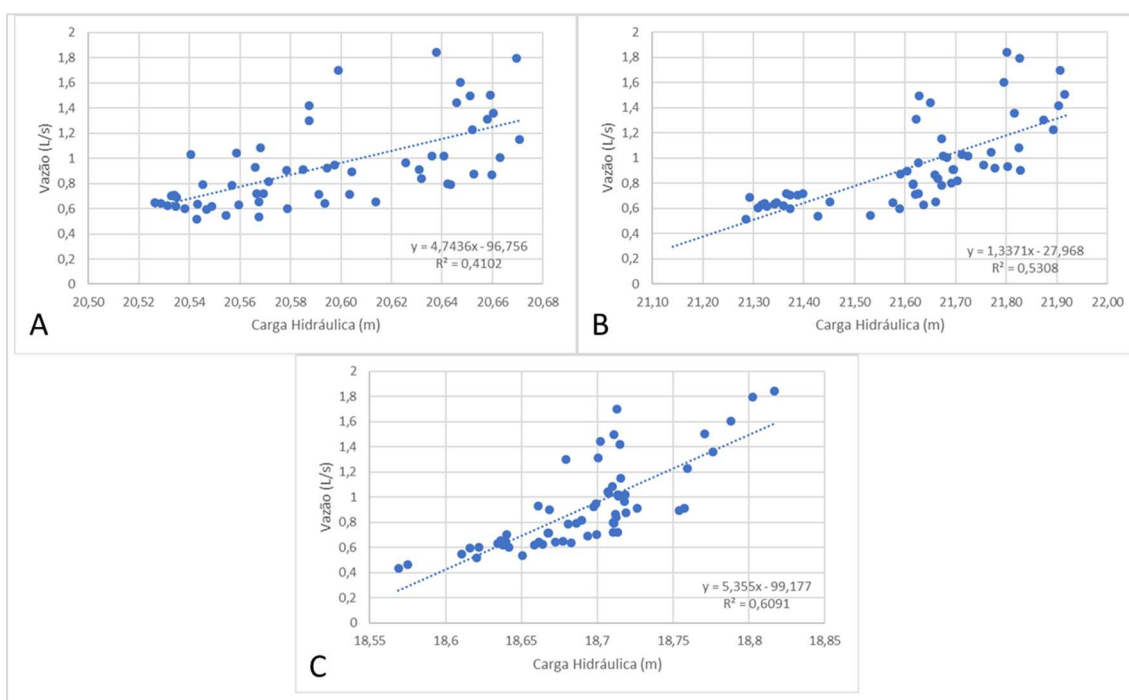 2
1,8
1,6
1,4
1,2
1
0,8
0,6
0,4
0,2
0
Vazão (L/s)
y = 4,7436x - 96,756
R² = 0,4102
20,50 20,52 20,54 20,56 20,58 20,60 20,62 20,64 20,66 20,68
Carga Hidráulica (m)
A
2
1,8
1,6
1,4
1,2
1
0,8
0,6
0,4
0,2
0
Vazão (L/s)
y = 1,3371x - 27,968
R² = 0,5308
21,10 21,20 21,30 21,40 21,50 21,60 21,70 21,80 21,90 22,00
Carga Hidráulica (m)
B
2
1,8
1,6
1,4
1,2
1
0,8
0,6
0,4
0,2
0
Vazão (L/s)
y = 5,355x - 99,177
R² = 0,6091
18,55 18,6 18,65 18,7 18,75 18,8 18,85
Carga Hidráulica (m)
C